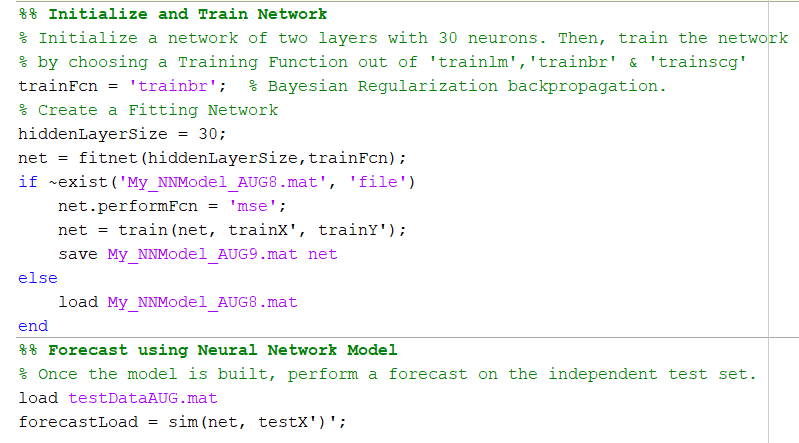 %% Initialize and Train Network
% Initialize a network of two layers with 30 neurons. Then, train the network
% by choosing a Training Function out of 'trainlm','trainbr' & 'trainscg'
trainFcn = 'trainbr';  % Bayesian Regularization backpropagation.
% Create a Fitting Network
hiddenLayerSize = 30;
net = fitnet(hiddenLayerSize,trainFcn);
if ~exist('My_NNModel_AUG8.mat', 'file')
    net.performFcn = 'mse';
    net = train(net, trainX', trainY');
    save My_NNModel_AUG9.mat net
else
    load My_NNModel_AUG8.mat
end
%% Forecast using Neural Network Model
% Once the model is built, perform a forecast on the independent test set.
load testDataAUG.mat
forecastLoad = sim(net, testX')';